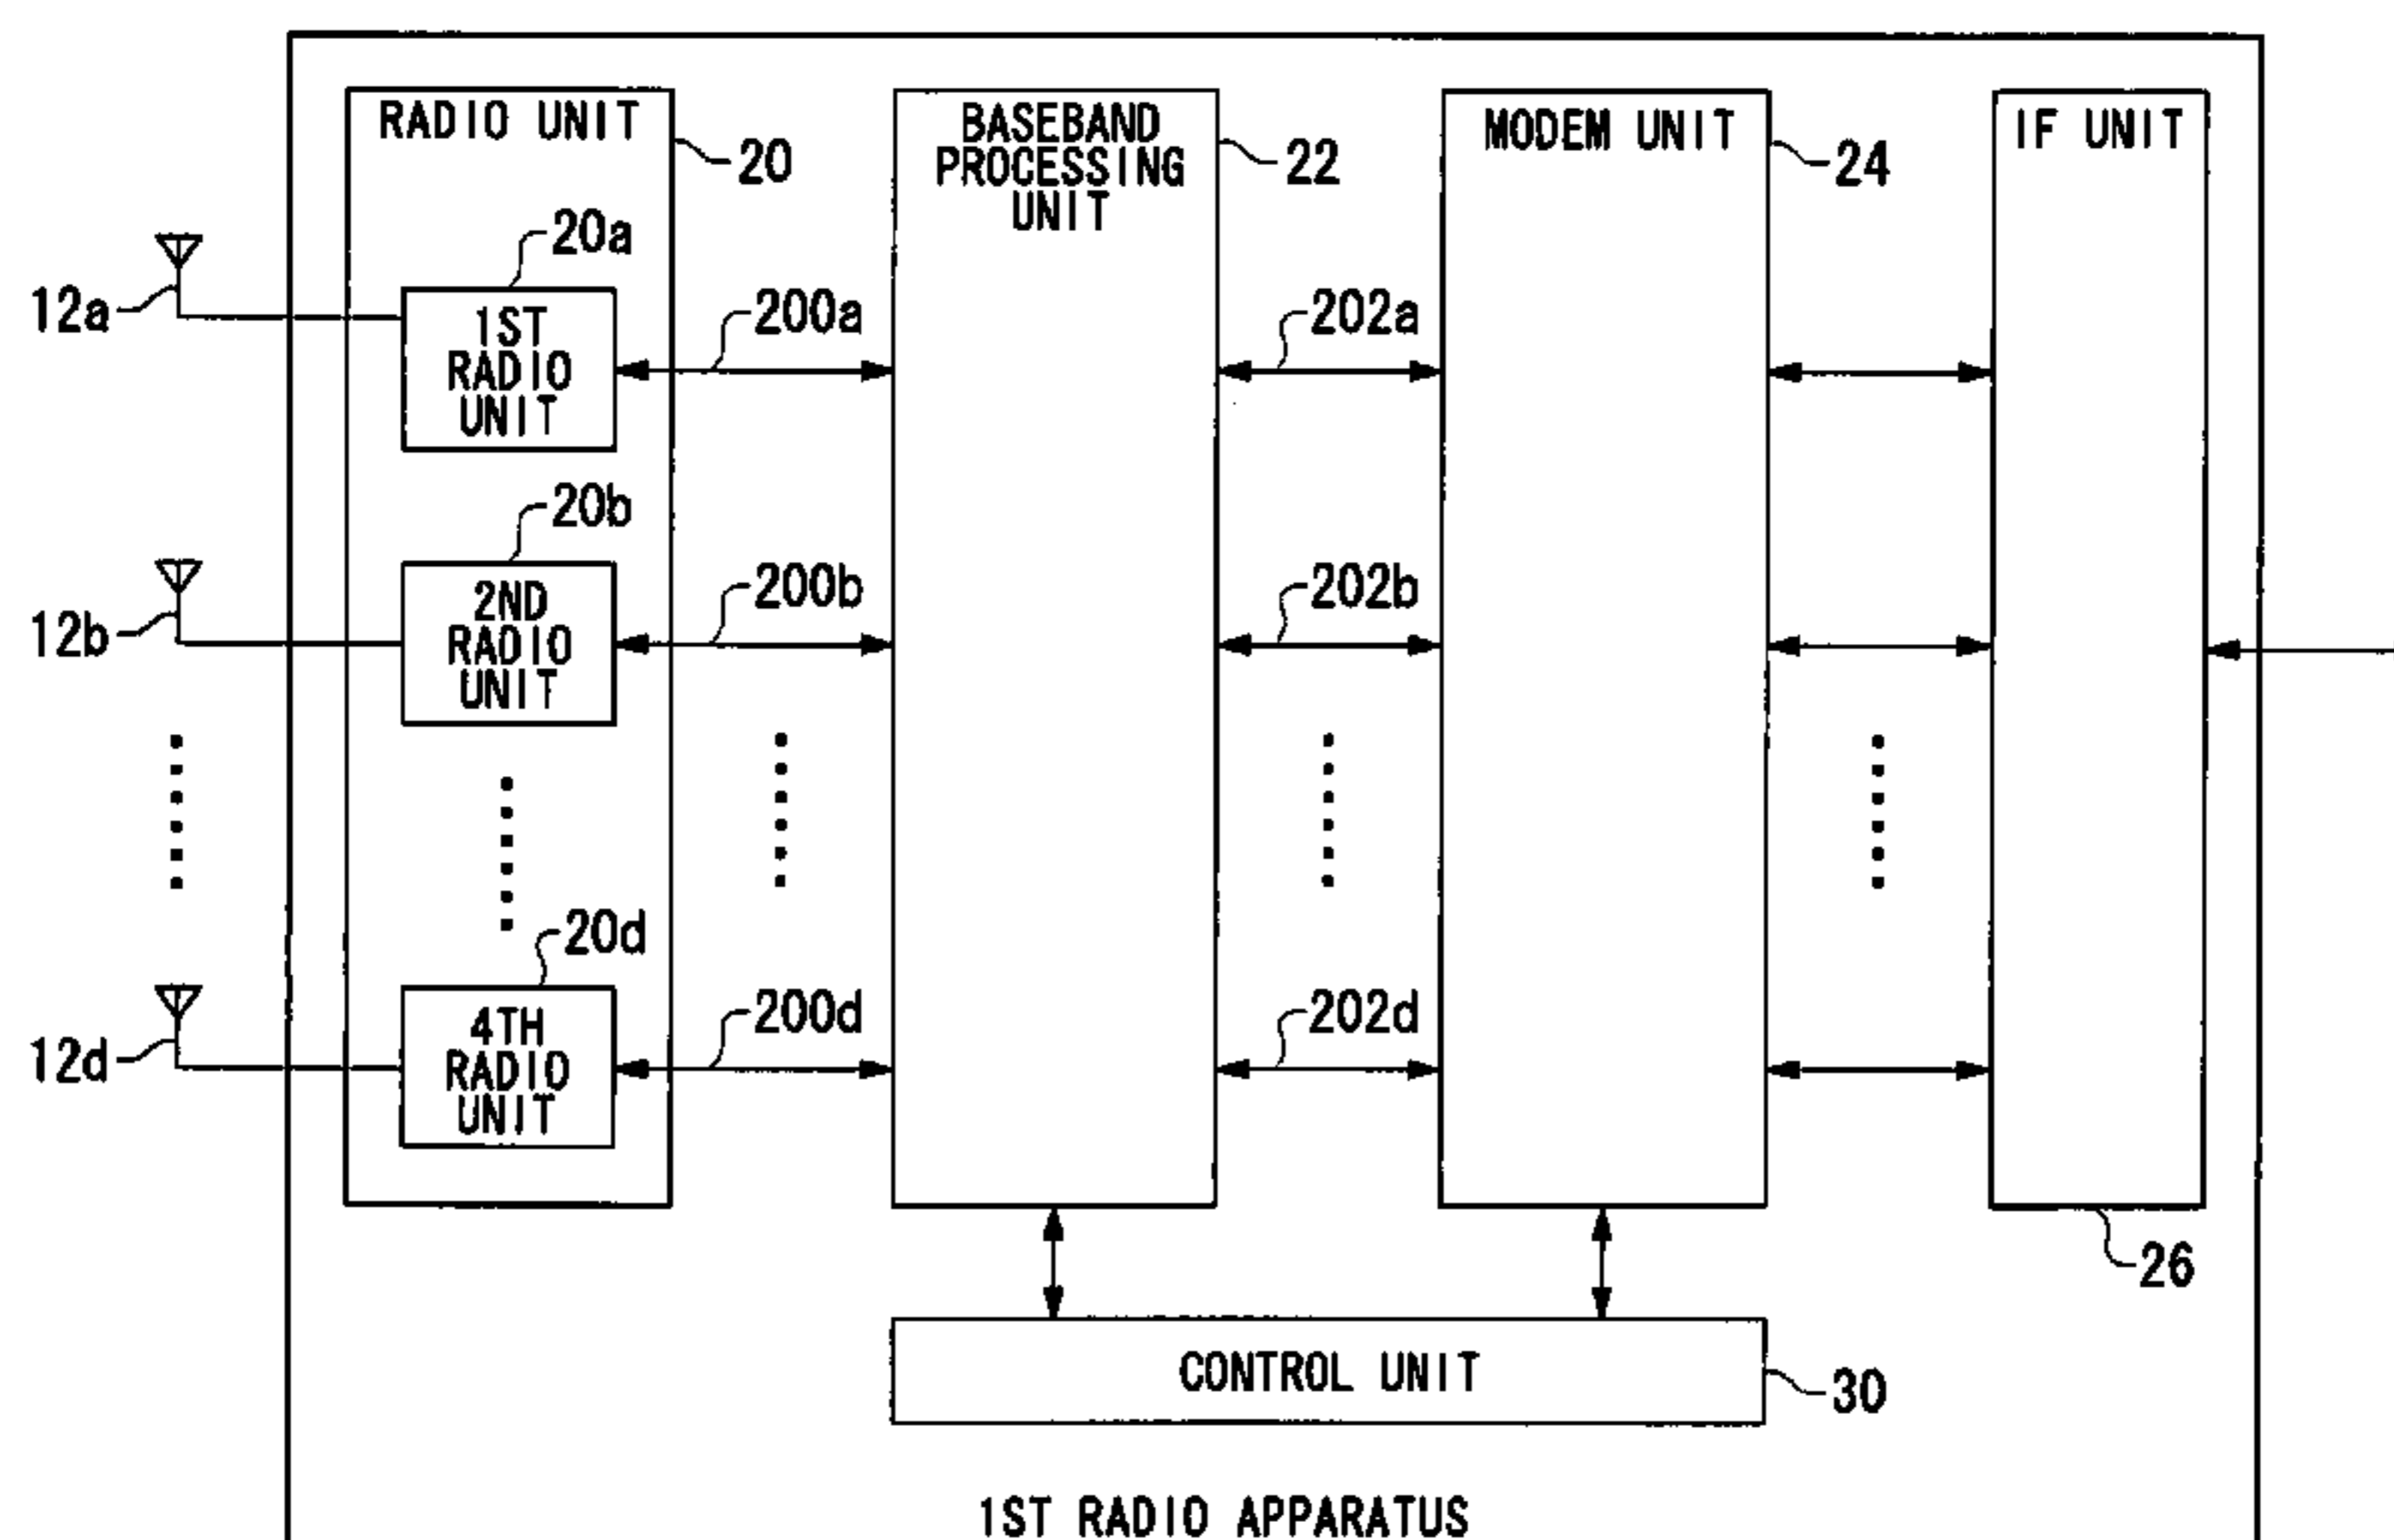 RADIO UNIT
20
BASEBAND
PROCESSING
UNIT
22
MODEM UNIT
24
IF UNIT
12a
20a
1ST
RADIO
UNIT
200a
202a
12b
20b
2ND
RADIO
UNIT
200b
202b
12d
20d
4TH
RADIO
UNIT
200d
202d
26
CONTROL UNIT
30
1ST RADIO APPARATUS